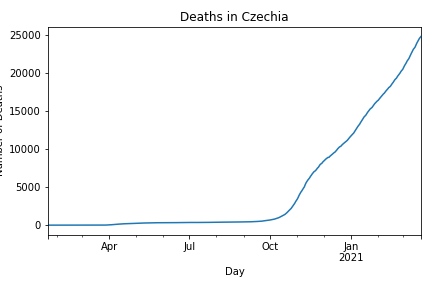 Deaths in Czechia
25000
20000
15000
10000
5000
0
Number of Deaths
Apr
Jul
Oct
Jan
2021
Day